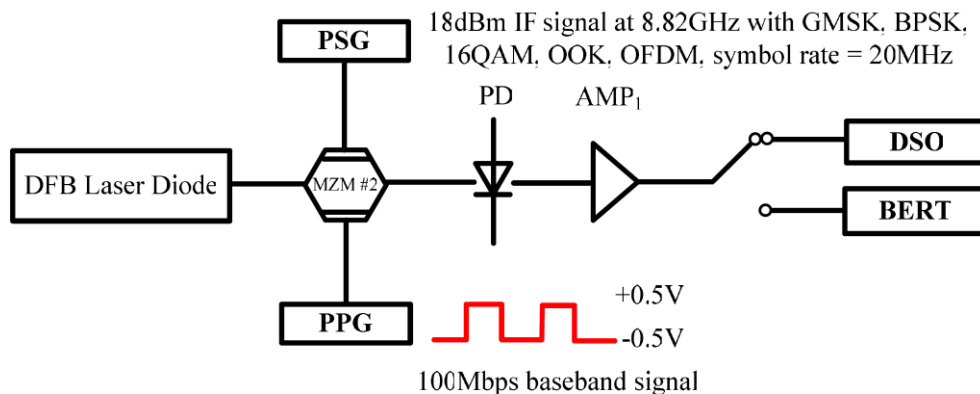 PSG
18dBm IF signal at 8.82GHz with GMSK, BPSK,
16QAM, OOK, OFDM, symbol rate = 20MHz
PD
AMP1
DFB Laser Diode
MZM #2
DSO
BERT
PPG
+0.5V
-0.5V
100Mbps baseband signal